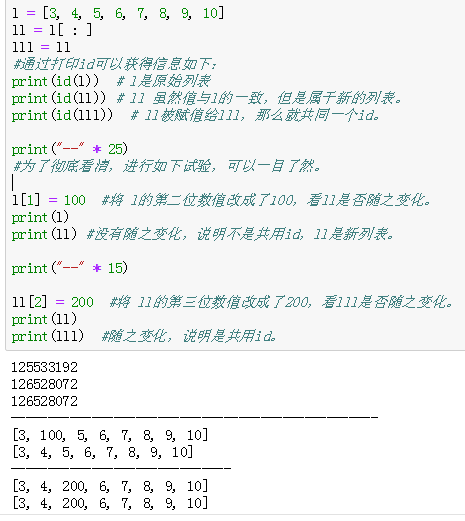 l = [3, 4, 5, 6, 7, 8, 9, 10]
ll = l[ : ]
lll = ll
#通过打印id可以获得信息如下：
print(id(l))  # l是原始列表
print(id(ll)) # ll 虽然值与l的一致，但是属于新的列表。
print(id(lll))  # ll被赋值给lll，那么就共同一个id。
print("--" * 25)
#为了彻底看清，进行如下试验，可以一目了然。
l[1] = 100  #将 l的第二位数值改成了100，看ll是否随之变化。
print(l)
print(ll) #没有随之变化，说明不是共用id，ll是新列表。
print("--" * 15)
ll[2] = 200  #将 ll的第三位数值改成了200，看lll是否随之变化。
print(ll)
print(lll)  #随之变化，说明是共用id。
125533192
126528072
126528072
--------------------------------------------------
[3, 100, 5, 6, 7, 8, 9, 10]
[3, 4, 5, 6, 7, 8, 9, 10]
------------------------------
[3, 4, 200, 6, 7, 8, 9, 10]
[3, 4, 200, 6, 7, 8, 9, 10]